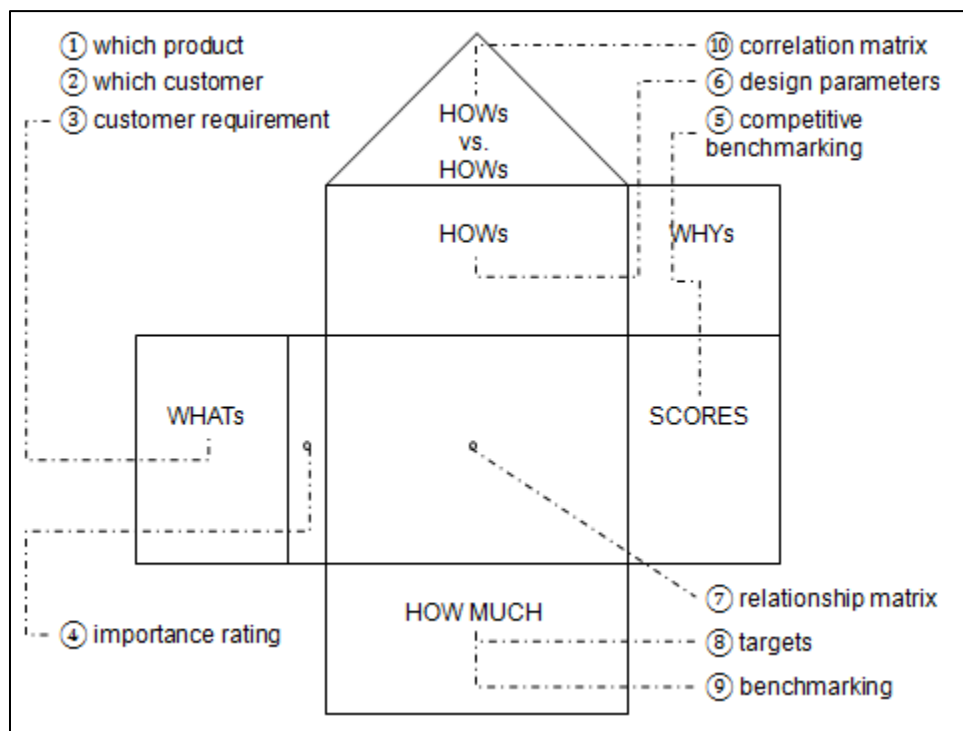 ① which product
② which customer
③ customer requirement
⑩ correlation matrix
⑥ design parameters
⑤ competitive
benchmarking
HOWs
vs.
HOWs
HOWs
WHYs
WHATs
SCORES
④ importance rating
HOW MUCH
⑦ relationship matrix
⑧ targets
⑨ benchmarking